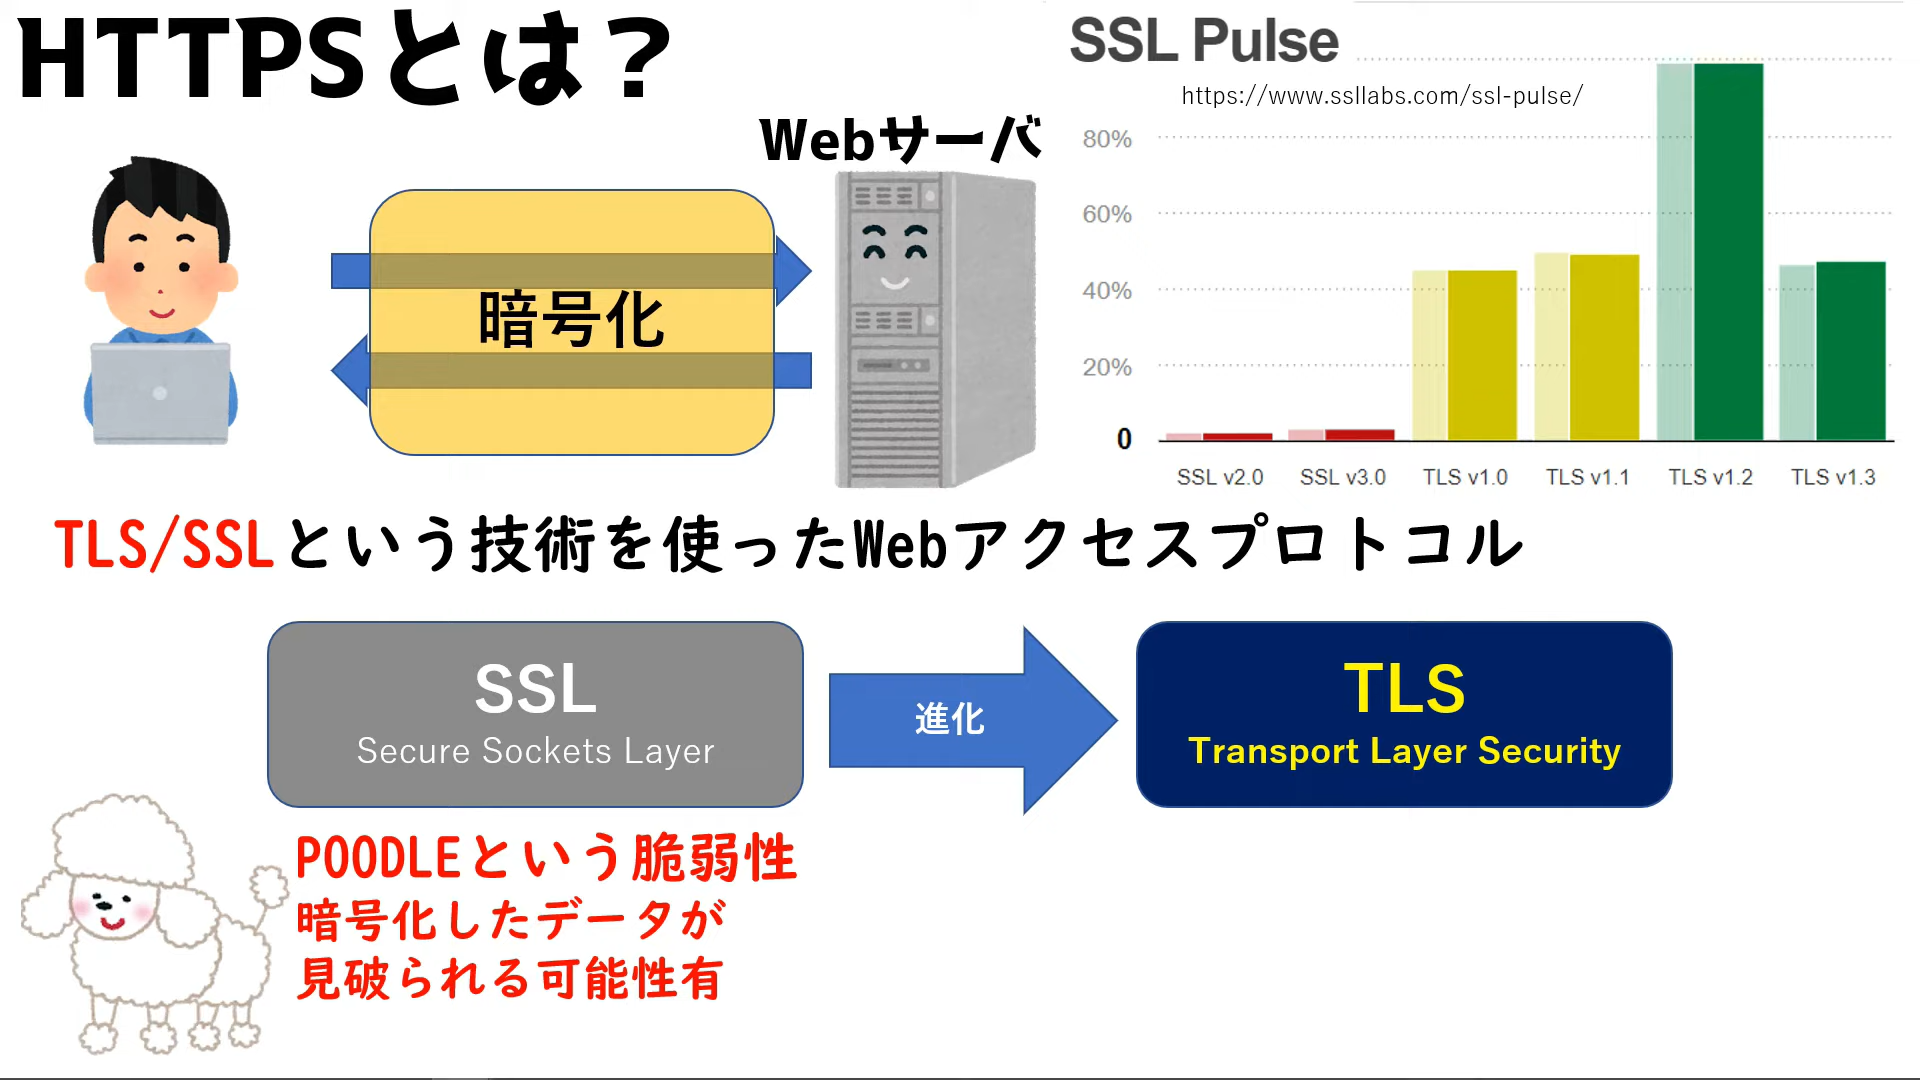 HTTPSとは？
SSL Pulse
https://www.ssllabs.com/ssl-pulse/
Webサーバ
暗号化
80%
60%
40%
20%
0
SSL v2.0 SSL v3.0 TLS v1.0 TLS v1.1 TLS v1.2 TLS v1.3
TLS/SSLという技術を使ったWebアクセスプロトコル
SSL
Secure Sockets Layer
進化
TLS
Transport Layer Security
POODLEという脆弱性
暗号化したデータが
見破られる可能性有